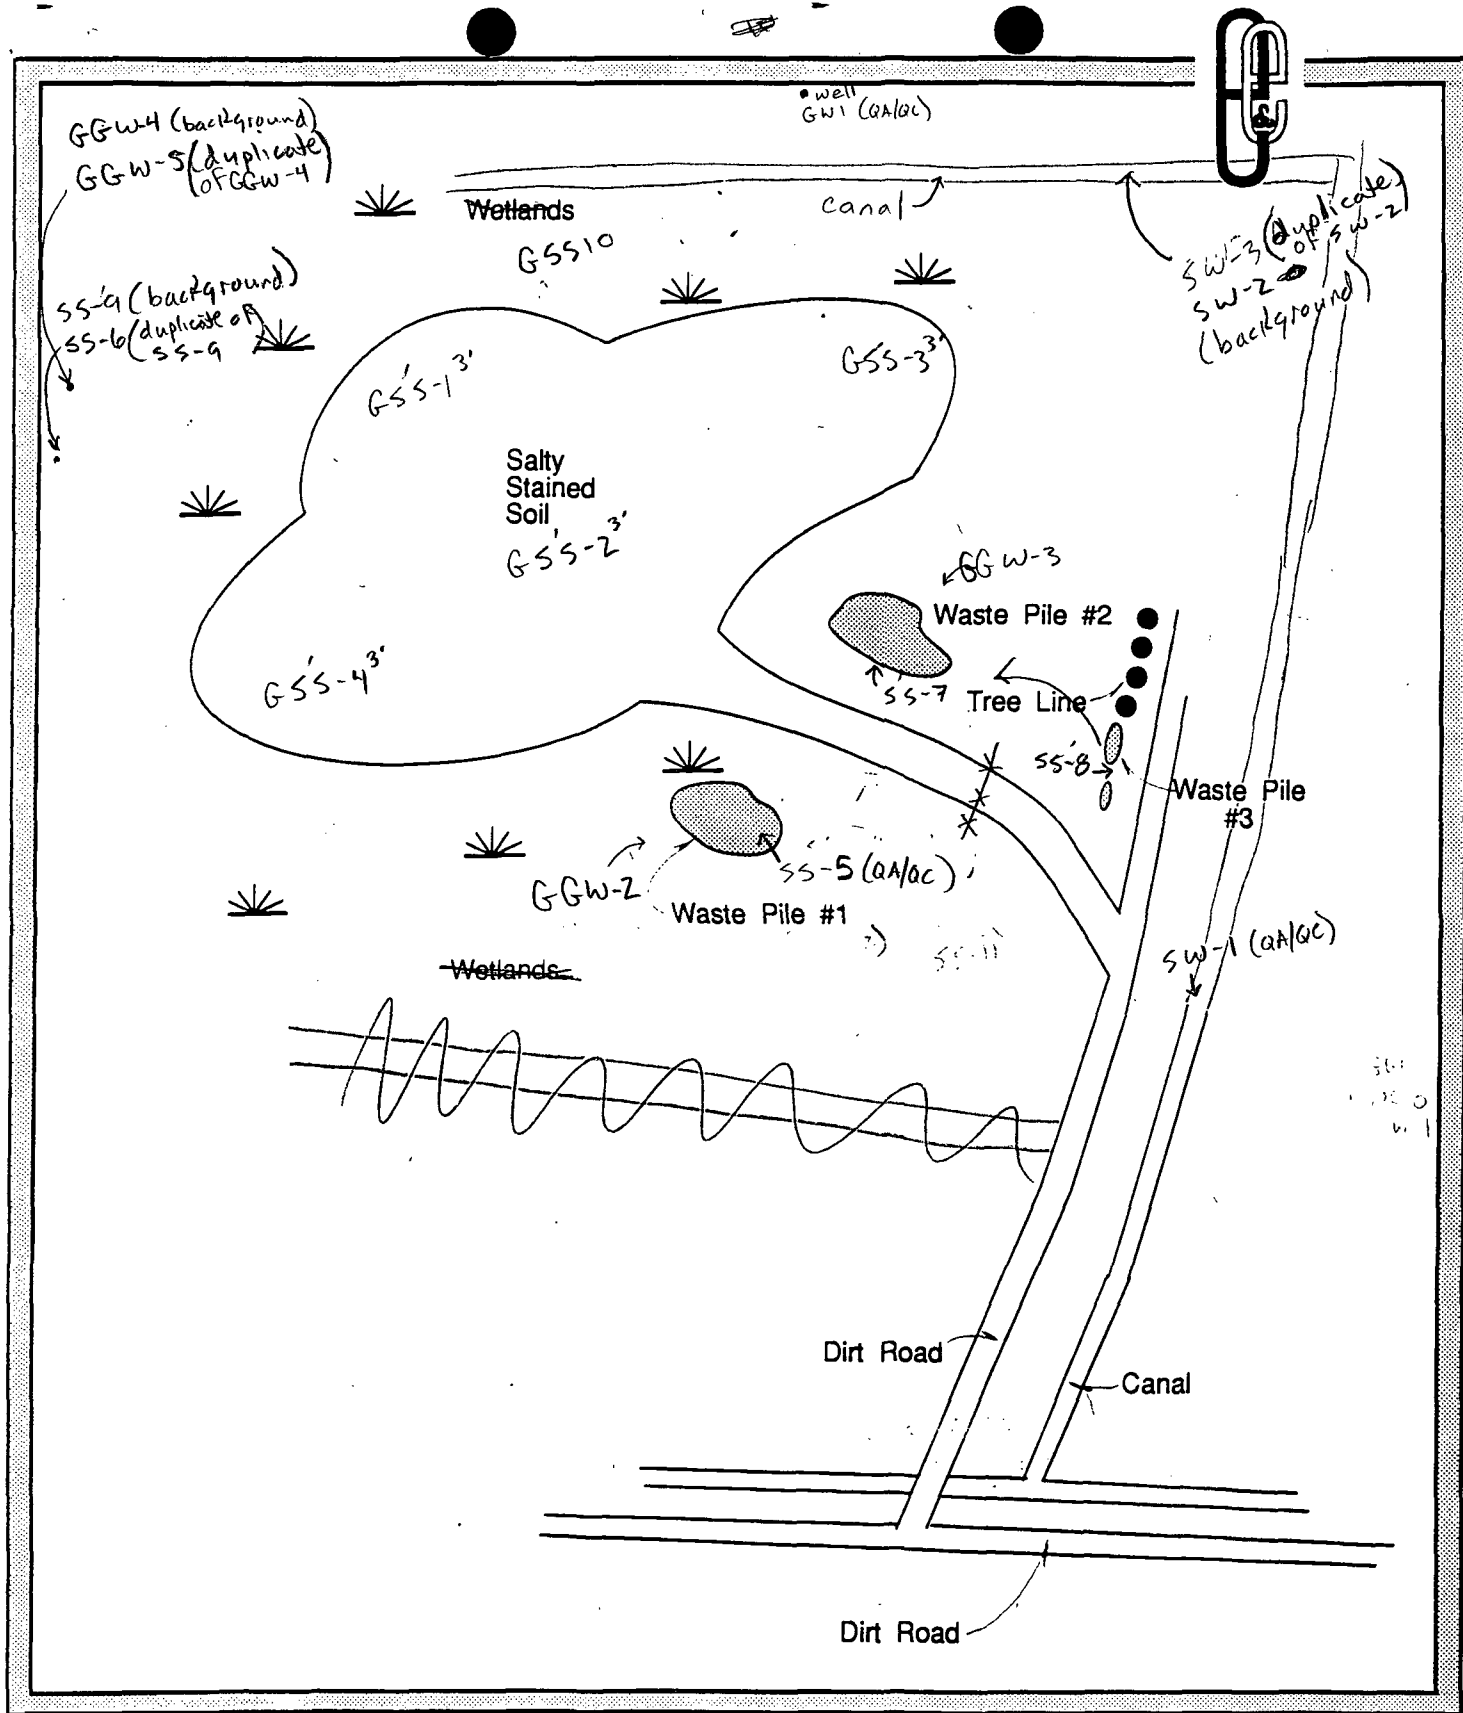 • well
GW1 (QA/QC)
GGW-4 (background)
GGW-5 (duplicate
of GGW-4)
Wetlands
GSS10
canal
SW-3 (duplicate
of SW-2)
SW-2
(background)
SS-9 (background)
SS-6 (duplicate of
SS-9
GSS-1 3'
GSS-3 3'
Salty
Stained
Soil
GSS-2 3'
GSS-4 3'
GGW-3
Waste Pile #2
SS-7
Tree Line
SS-8
Waste Pile
#3
SS-5 (QA/QC)
GGW-2
Waste Pile #1
SS-11
SW-1 (QA/QC)
Wetlands
Dirt Road
Canal
Dirt Road